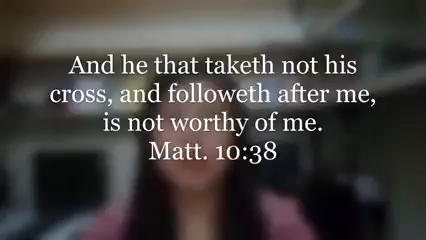 And he that taketh not his
cross, and followeth after me,
is not worthy of me.
Matt. 10:38